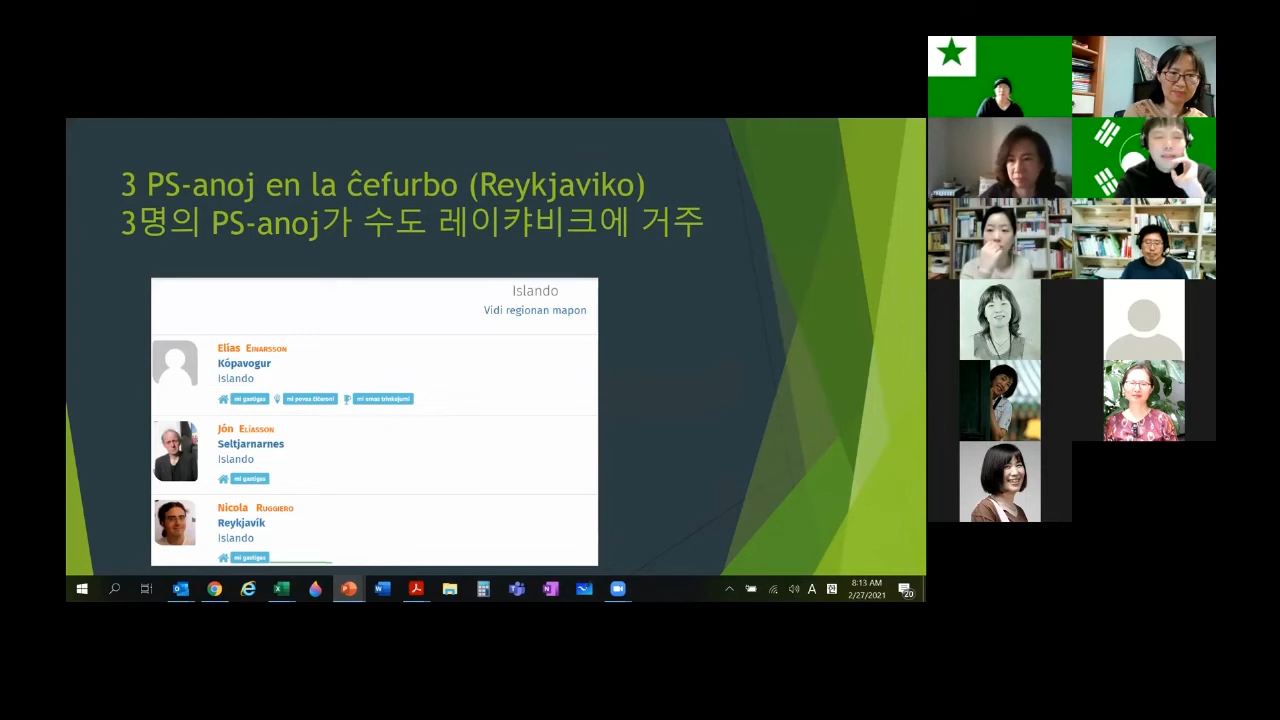 3 PS-anoj en la ĉefurbo (Reykjaviko)
3명의 PS-anoj가 수도 레이캬비크에 거주
Islando
Vidi regionan mapon
Elías Einarsson
Kópavogur
Islando
mi gastigas mi povas ĉiĉeroni mi emas trinkejumi
Jón Elíasson
Seltjarnarnes
Islando
mi gastigas
Nicola Ruggiero
Reykjavík
Islando
mi gastigas
A
8:13 AM
2/27/2021
20